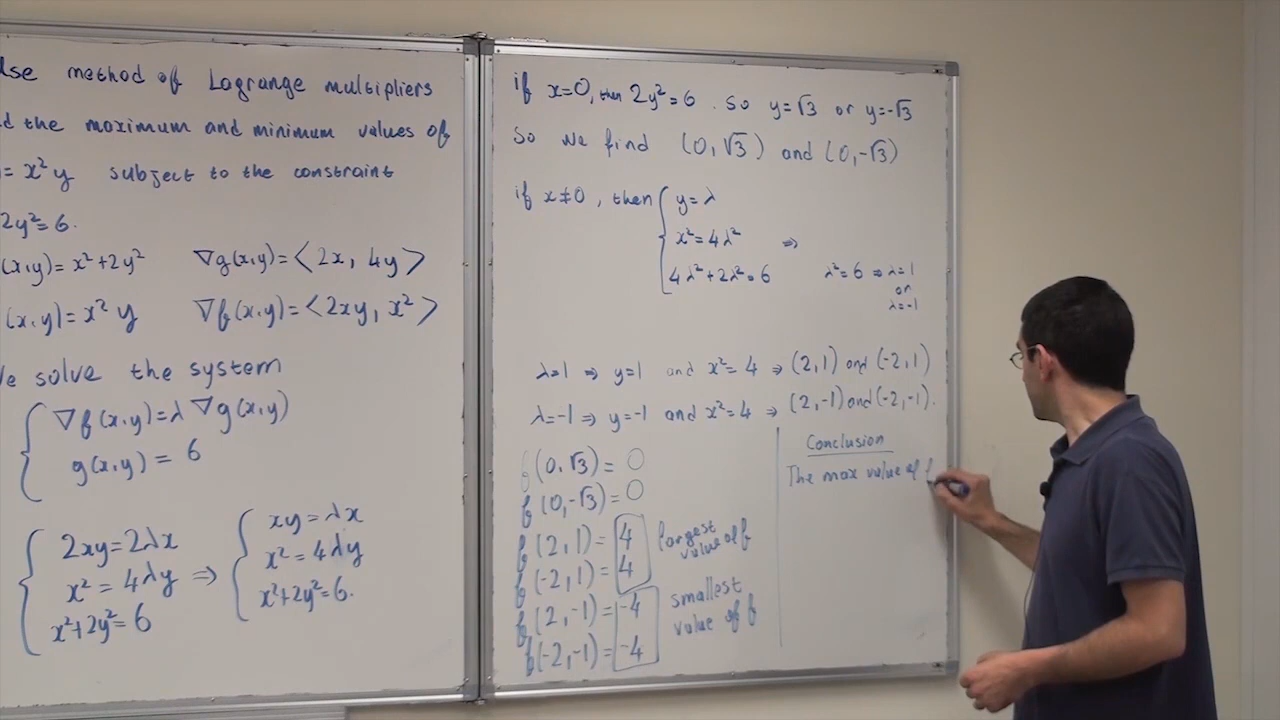 Use method of Lagrange multipliers
the maximum and minimum values of
= x²y subject to the constraint
2y²=6.
(x,y)=x²+2y² ∇g(x,y)=<2x, 4y>
(x,y)=x²y ∇f(x,y)=<2xy, x²>
We solve the system
{ ∇f(x,y)=λ∇g(x,y)
g(x,y) = 6
{ 2xy=2λx
x² = 4λy
x²+2y²=6
⇒ { xy=λx
x² = 4λy
x²+2y²=6.
if x=0, then 2y²=6. So y=√3 or y=-√3
So we find (0,√3) and (0,-√3)
if x≠0, then { y=λ
x²=4λ² ⇒
4λ²+2λ²=6 λ²=6 ⇒ λ=1
or
λ=-1
λ=1 ⇒ y=1 and x²=4 ⇒ (2,1) and (-2,1)
λ=-1 ⇒ y=-1 and x²=4 ⇒ (2,-1) and (-2,-1).
f(0,√3)= 0
f(0,-√3)=0
f(2,1)= 4
f(-2,1)= 4
largest
value of f
f(2,-1)= -4
f(-2,-1)= -4
smallest
value of f
Conclusion
The max value of f